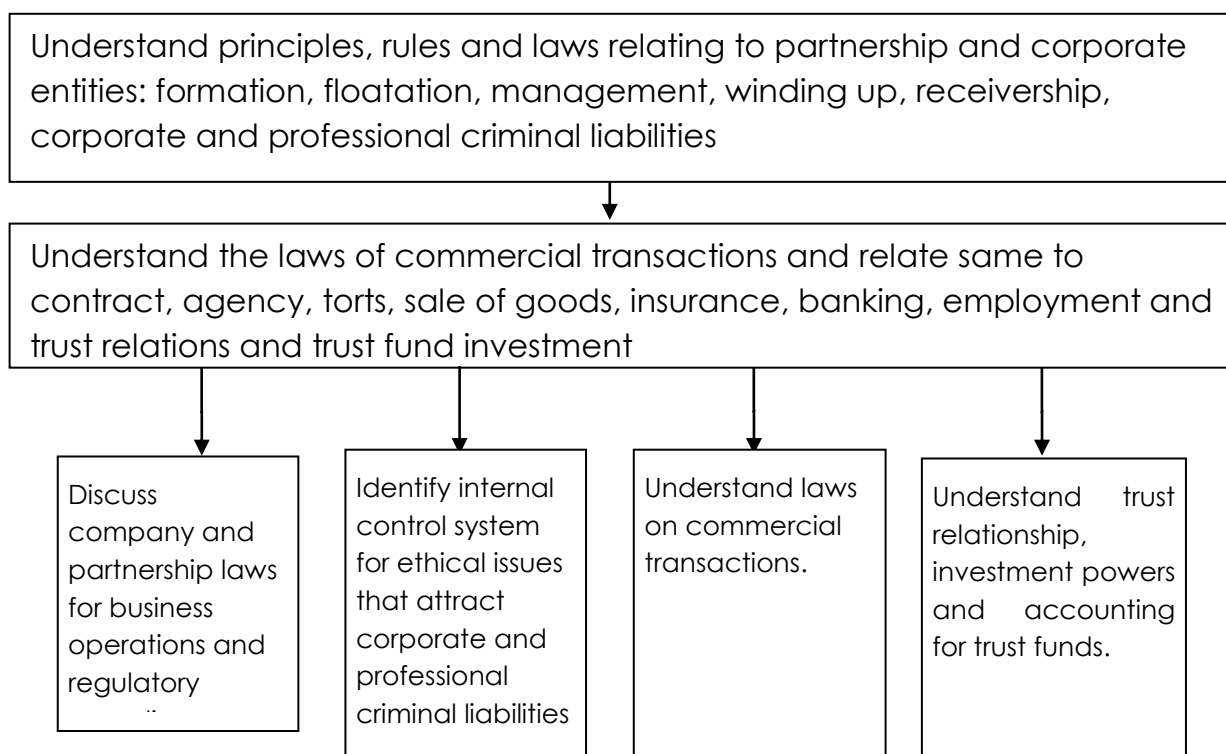 Understand principles, rules and laws relating to partnership and corporate
entities: formation, floatation, management, winding up, receivership,
corporate and professional criminal liabilities
Understand the laws of commercial transactions and relate same to
contract, agency, torts, sale of goods, insurance, banking, employment and
trust relations and trust fund investment
Discuss
company and
partnership laws
for business
operations and
regulatory
Identify internal
control system
for ethical issues
that attract
corporate and
professional
criminal liabilities
Understand laws
on commercial
transactions.
Understand trust
relationship,
investment powers
and accounting
for trust funds.